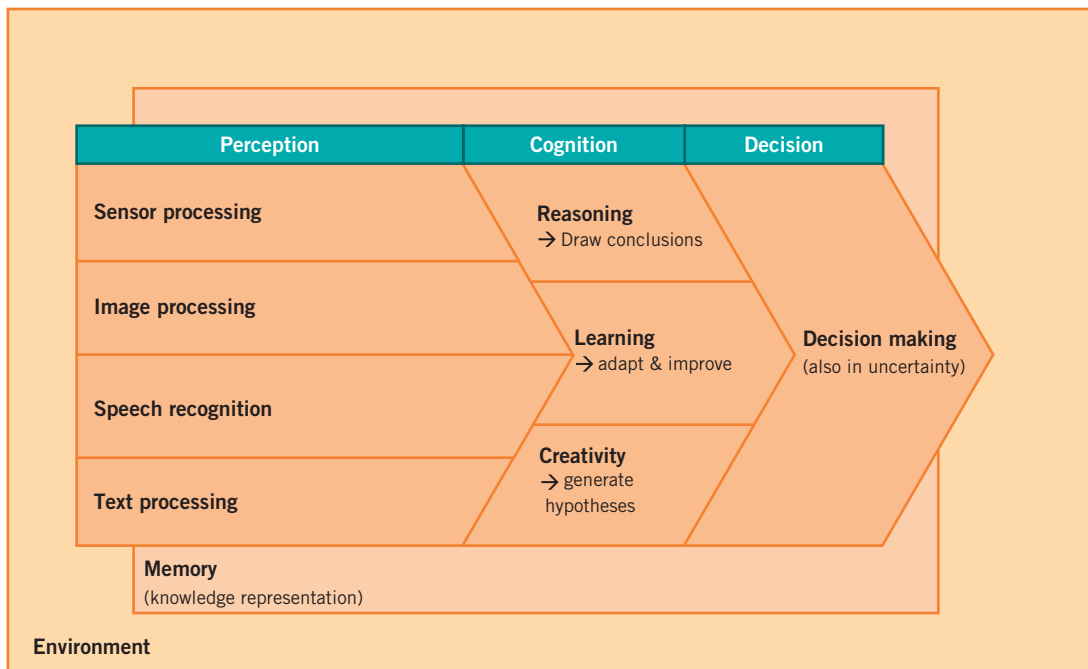 Perception
Cognition
Decision
Sensor processing
Image processing
Speech recognition
Text processing
Reasoning
→ Draw conclusions
Learning
→ adapt & improve
Creativity
→ generate
hypotheses
Decision making
(also in uncertainty)
Memory
(knowledge representation)
Environment